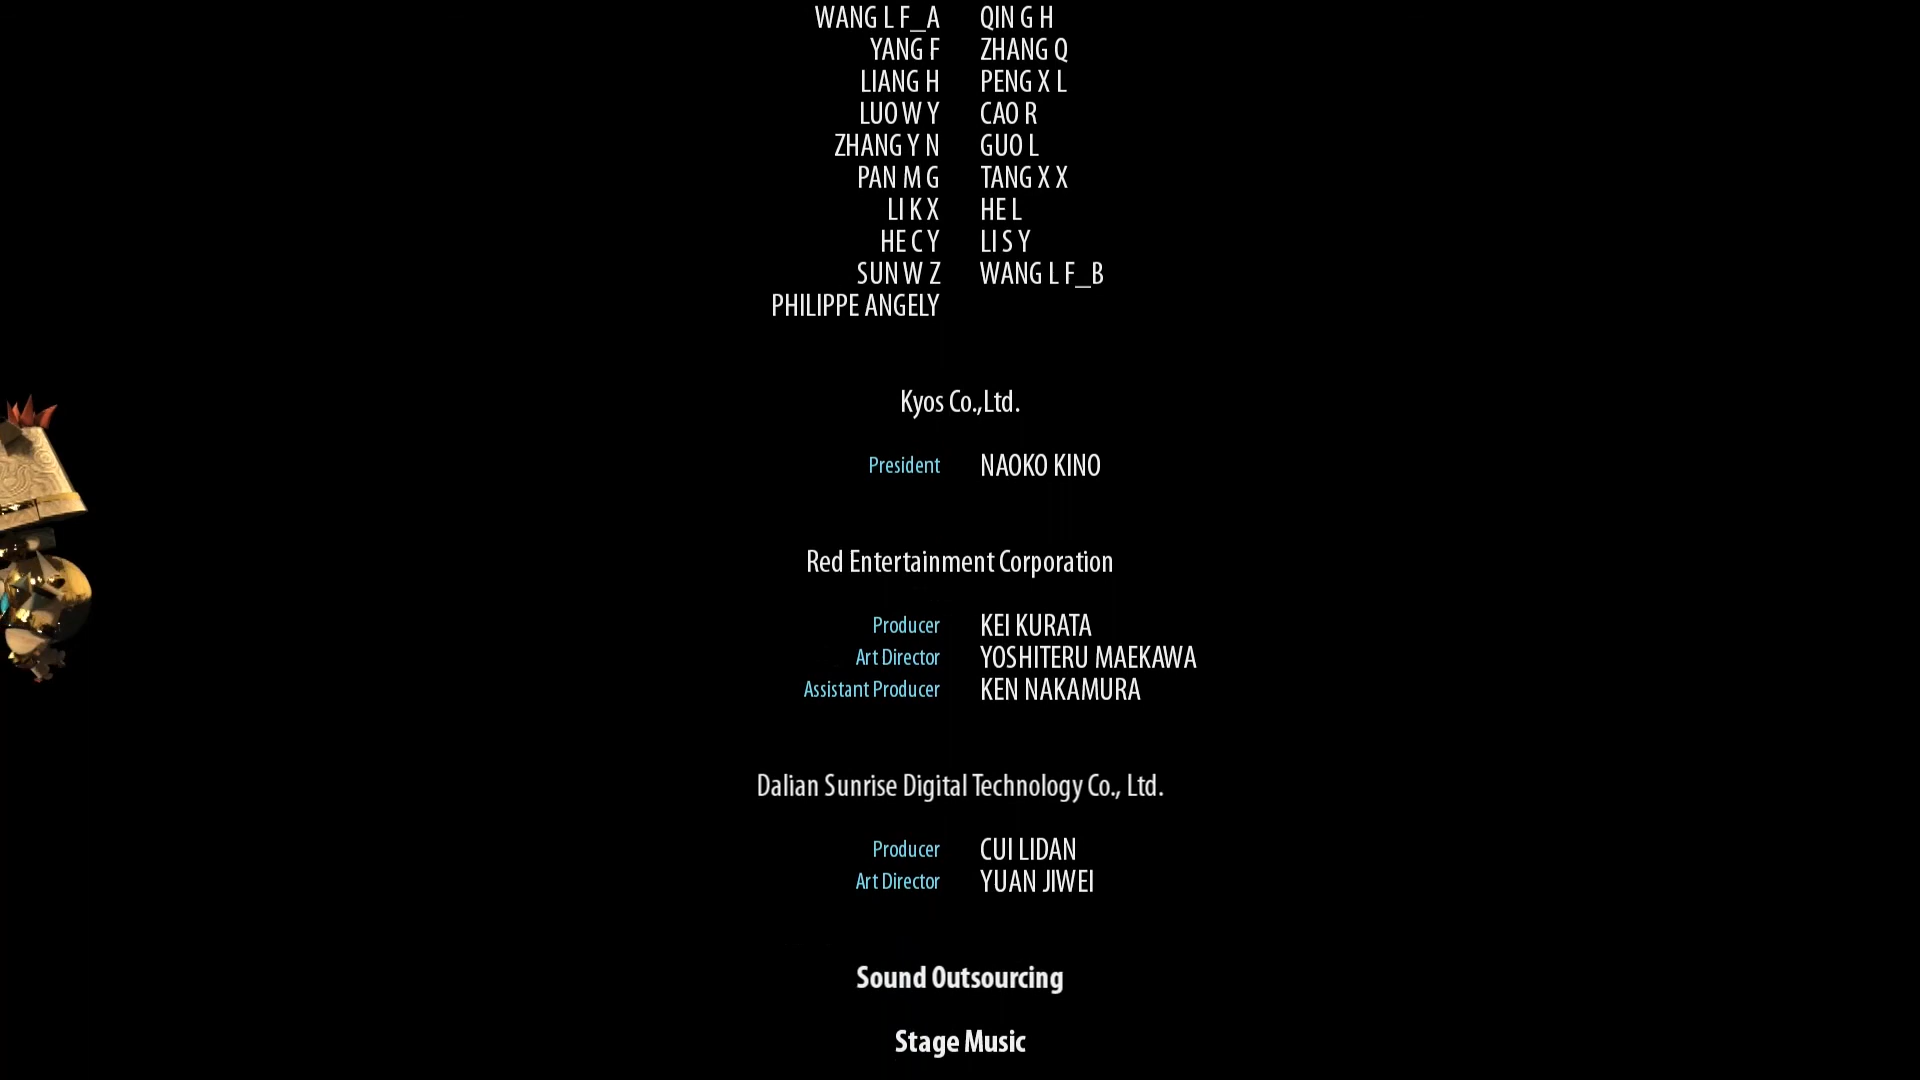 WANG L F_A QIN G H
YANG F ZHANG Q
LIANG H PENG X L
LUO W Y CAO R
ZHANG Y N GUO L
PAN M G TANG X X
LI K X HE L
HE C Y LI S Y
SUN W Z WANG L F_B
PHILIPPE ANGELY
Kyos Co.,Ltd.
President NAOKO KINO
Red Entertainment Corporation
Producer KEI KURATA
Art Director YOSHITERU MAEKAWA
Assistant Producer KEN NAKAMURA
Dalian Sunrise Digital Technology Co., Ltd.
Producer CUI LIDAN
Art Director YUAN JIWEI
Sound Outsourcing
Stage Music